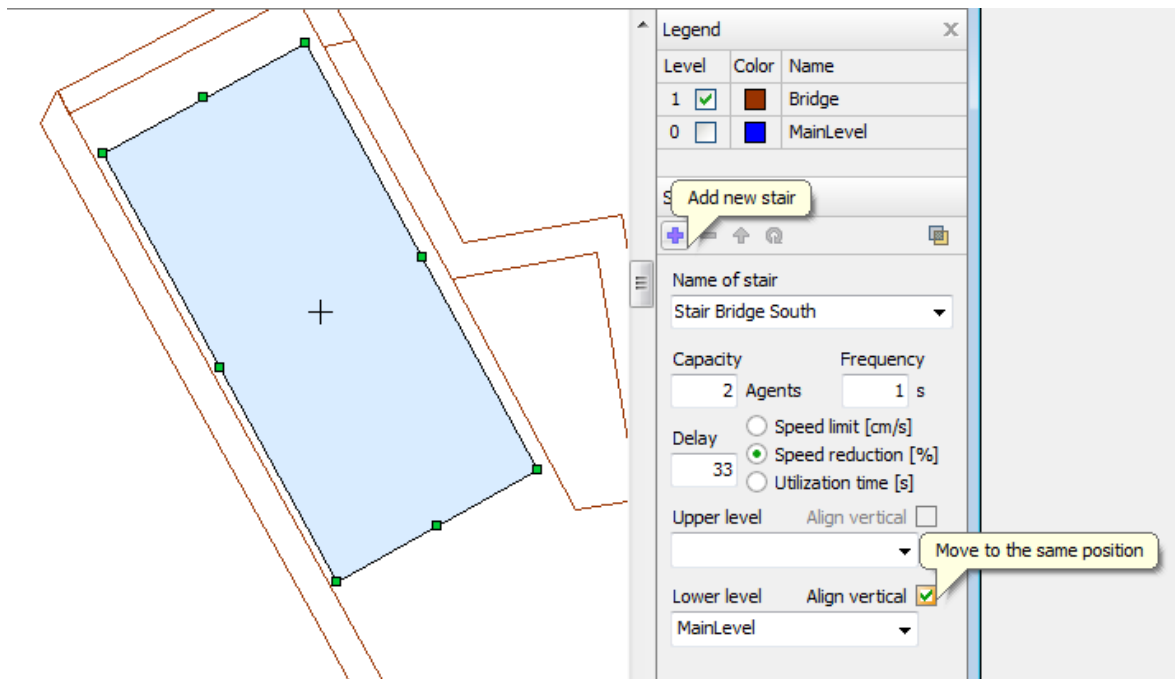 Legend
Level Color Name
1 Bridge
0 MainLevel
S
Add new stair
Name of stair
Stair Bridge South
Capacity Frequency
2 Agents 1 s
Speed limit [cm/s]
Delay
Speed reduction [%]
33
Utilization time [s]
Upper level Align vertical
Move to the same position
Lower level Align vertical
MainLevel